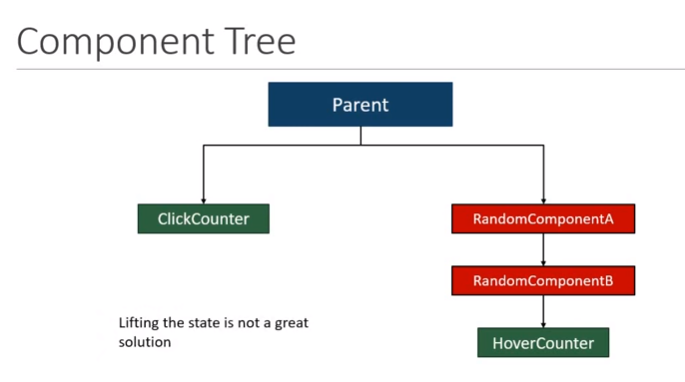 Component Tree
Parent
ClickCounter
RandomComponentA
RandomComponentB
Lifting the state is not a great
solution
HoverCounter